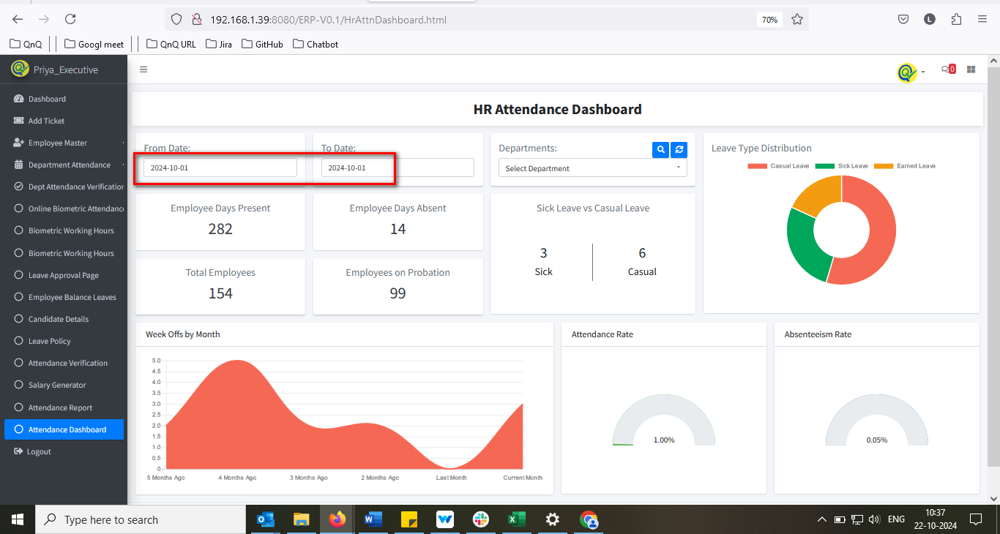 192.168.1.39:8080/ERP-V0.1/HrAttnDashboard.html
70%
L
QnQ
Googl meet
QnQ URL
Jira
GitHub
Chatbot
Priya_Executive
0
Dashboard
Add Ticket
Employee Master
Department Attendance
Dept Attendance Verification
Online Biometric Attendanc
Biometric Working Hours
Biometric Working Hours
Leave Approval Page
Employee Balance Leaves
Candidate Details
Leave Policy
Attendance Verification
Salary Generator
Attendance Report
Attendance Dashboard
Logout
HR Attendance Dashboard
From Date:
2024-10-01
To Date:
2024-10-01
Departments:
Select Department
Leave Type Distribution
Casual Leave
Sick Leave
Earned Leave
Employee Days Present
282
Employee Days Absent
14
Sick Leave vs Casual Leave
3
Sick
6
Casual
Total Employees
154
Employees on Probation
99
Week Offs by Month
5.0
4.5
4.0
3.5
3.0
2.5
2.0
1.5
1.0
0.5
0
5 Months Ago
4 Months Ago
3 Months Ago
2 Months Ago
Last Month
Current Month
Attendance Rate
1.00%
Absenteeism Rate
0.05%
Type here to search
ENG
10:37
22-10-2024